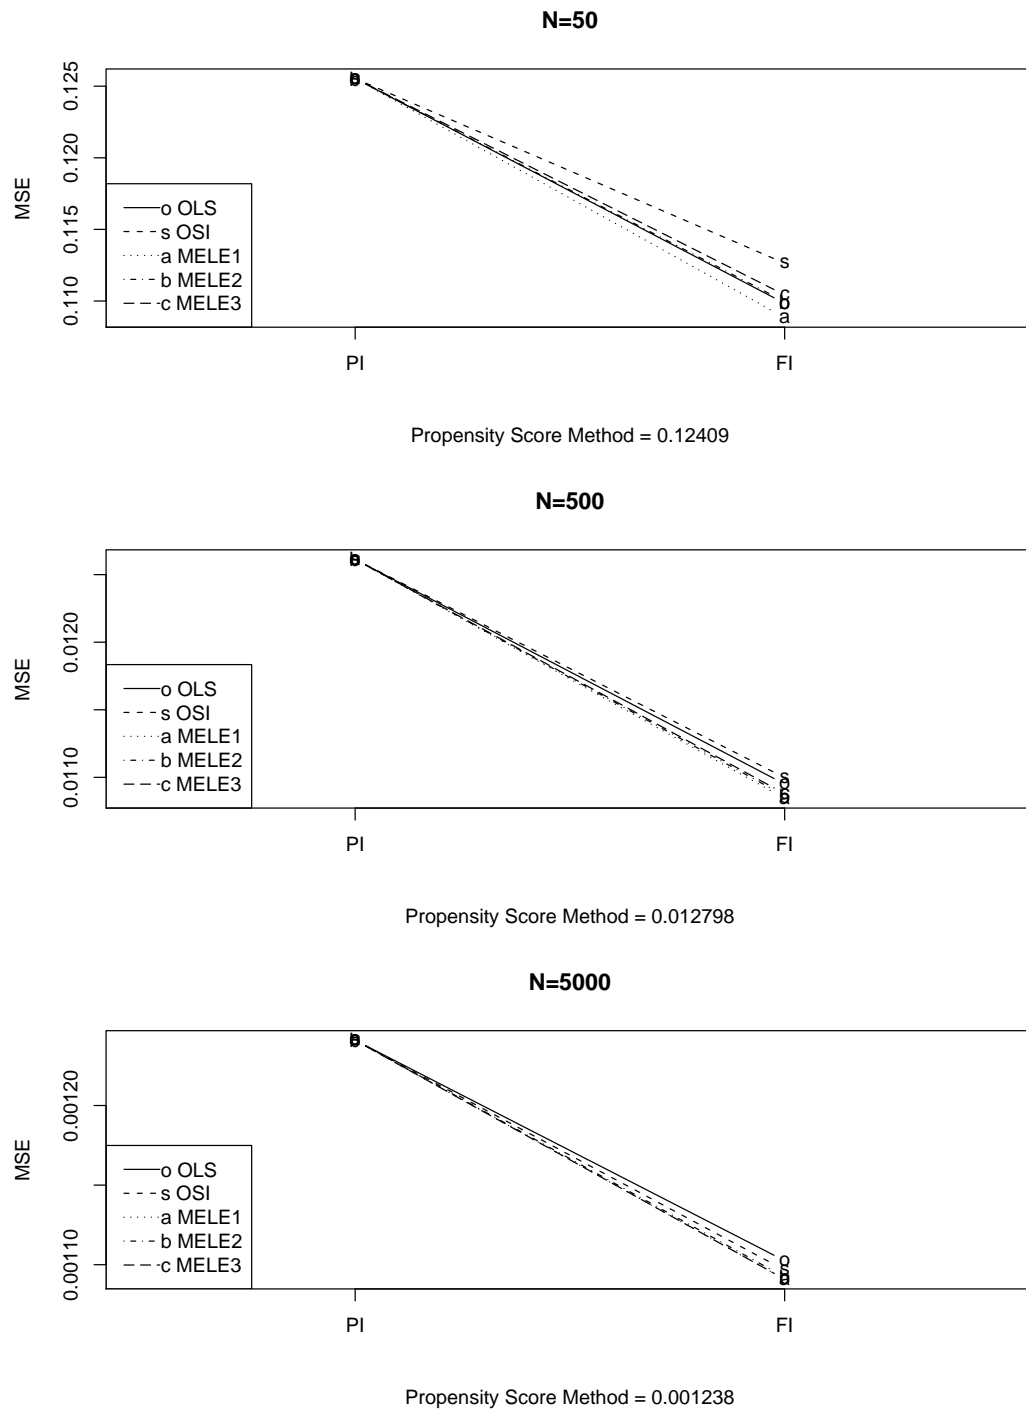 N=50
0.125
0.120
0.115
0.110
MSE
o OLS
s OSI
a MELE1
b MELE2
c MELE3
s
c
o
b
a
PI
FI
Propensity Score Method = 0.12409
N=500
0.0120
0.0110
MSE
o OLS
s OSI
a MELE1
b MELE2
c MELE3
s
o
c
a
PI
FI
Propensity Score Method = 0.012798
N=5000
0.00120
0.00110
MSE
o OLS
s OSI
a MELE1
b MELE2
c MELE3
o
s
PI
FI
Propensity Score Method = 0.001238